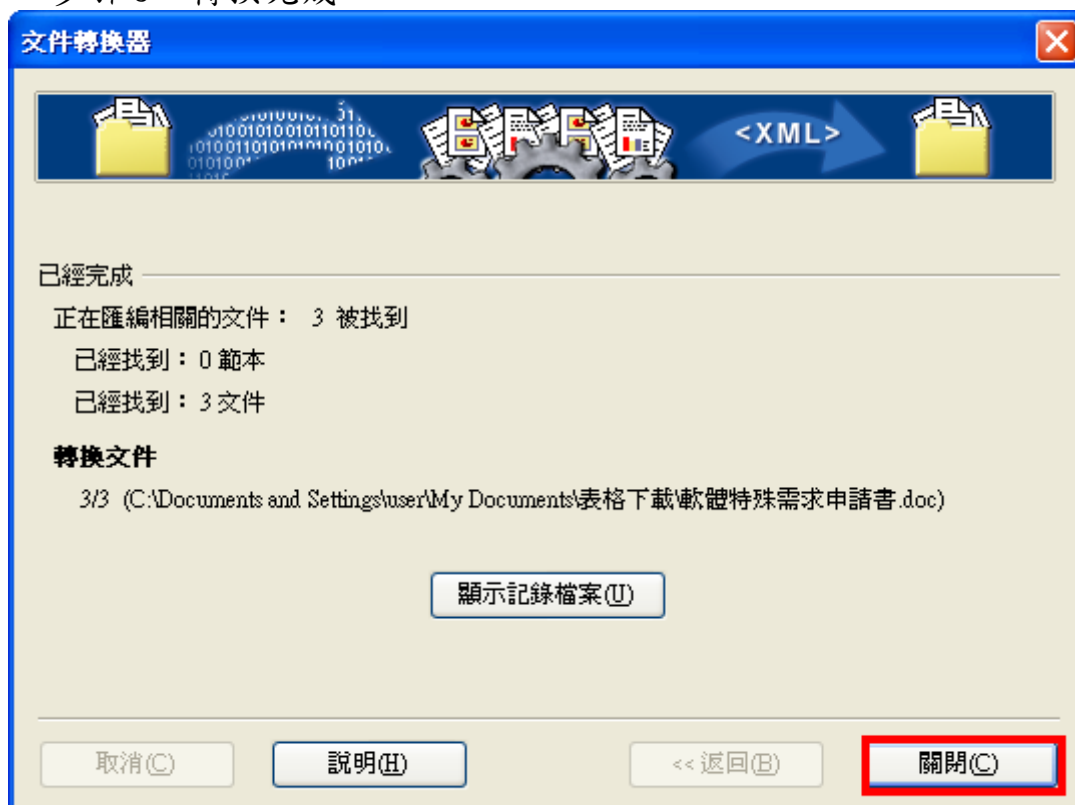 文件轉換器
<XML>
已經完成
正在匯編相關的文件： 3 被找到
已經找到：0 範本
已經找到：3 文件
轉換文件
3/3 (C:\Documents and Settings\user\My Documents\表格下載\軟體特殊需求申請書.doc)
顯示記錄檔案(U)
取消(C) 說明(H) <<返回(B) 關閉(C)